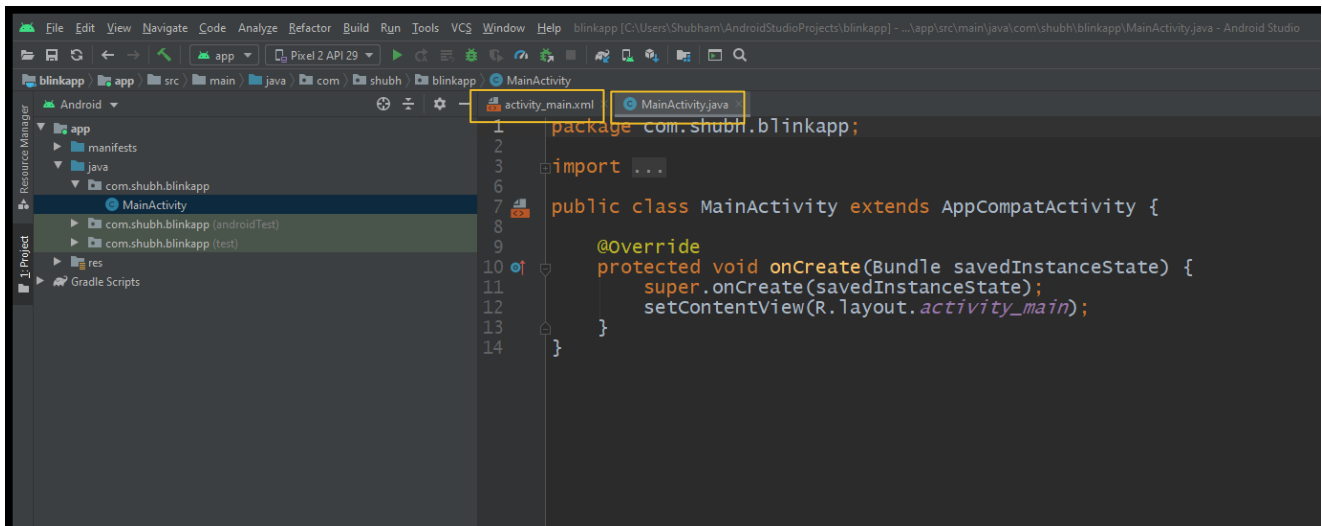 File Edit View Navigate Code Analyze Refactor Build Run Tools VCS Window Help blinkapp [C:\Users\Shubham\AndroidStudioProjects\blinkapp] - ...\app\src\main\java\com\shubh\blinkapp\MainActivity.java - Android Studio
app Pixel 2 API 29
blinkapp app src main java com shubh blinkapp MainActivity
Android activity_main.xml MainActivity.java
Resource Manager
1: Project
app
manifests
java
com.shubh.blinkapp
MainActivity
com.shubh.blinkapp (androidTest)
com.shubh.blinkapp (test)
res
Gradle Scripts
1 package com.shubh.blinkapp;
2
3 import ...
6
7 public class MainActivity extends AppCompatActivity {
8
9 @Override
10 protected void onCreate(Bundle savedInstanceState) {
11 super.onCreate(savedInstanceState);
12 setContentView(R.layout.activity_main);
13 }
14 }